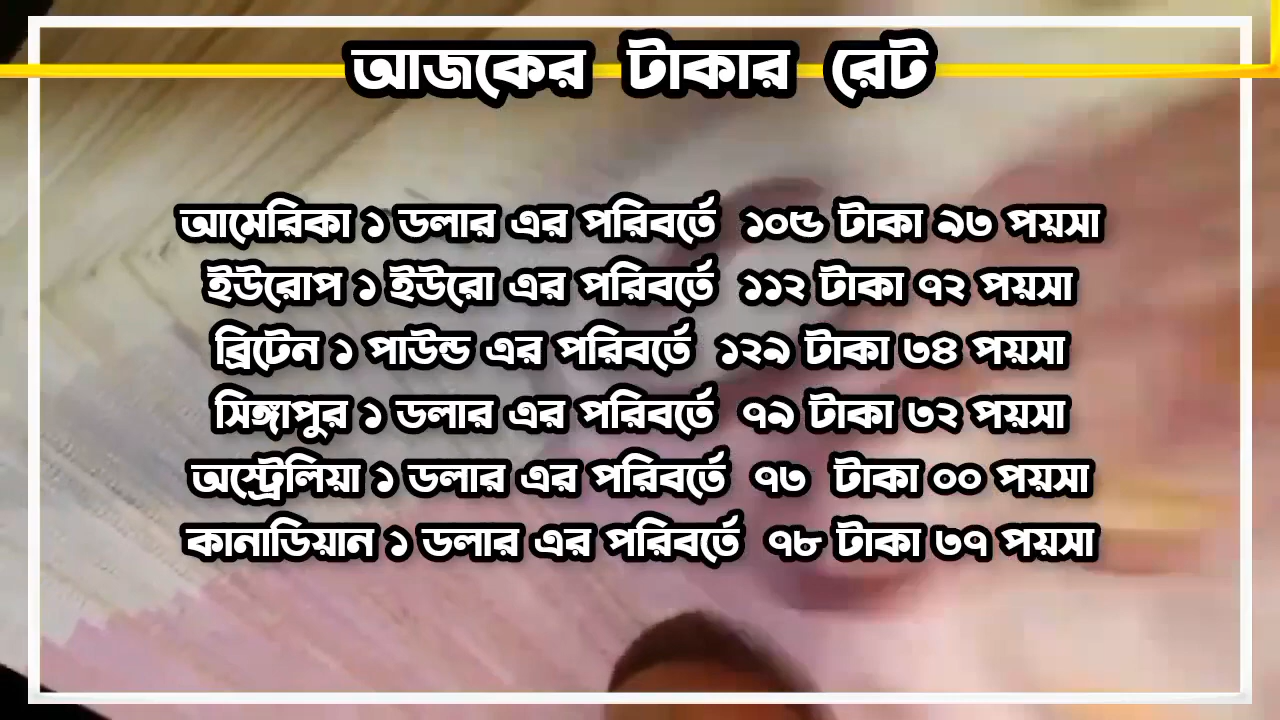 আজকের টাকার রেট
আমেরিকা ১ ডলার এর পরিবর্তে ১০৫ টাকা ৯৩ পয়সা
ইউরোপ ১ ইউরো এর পরিবর্তে ১১২ টাকা ৭২ পয়সা
ব্রিটেন ১ পাউন্ড এর পরিবর্তে ১২৯ টাকা ৩৪ পয়সা
সিঙ্গাপুর ১ ডলার এর পরিবর্তে ৭৯ টাকা ৩২ পয়সা
অস্ট্রেলিয়া ১ ডলার এর পরিবর্তে ৭৩ টাকা ০০ পয়সা
কানাডিয়ান ১ ডলার এর পরিবর্তে ৭৮ টাকা ৩৭ পয়সা